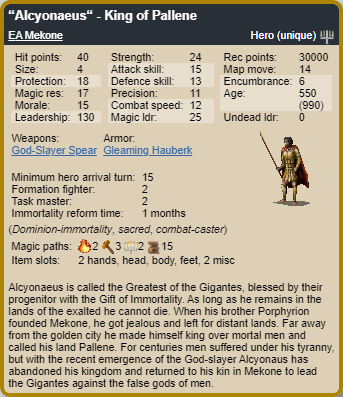 "Alcyonaeus“ - King of Pallene
EA Mekone Hero (unique)
Hit points: 40 Strength: 24 Rec points: 30000
Size: 4 Attack skill: 15 Map move: 14
Protection: 18 Defence skill: 13 Encumbrance: 6
Magic res: 17 Precision: 11 Age: 550
Morale: 15 Combat speed: 12 (990)
Leadership: 130 Magic ldr: 25 Undead ldr: 0
Weapons: Armor:
God-Slayer Spear Gleaming Hauberk
Minimum hero arrival turn: 15
Formation fighter: 2
Task master: 2
Immortality reform time: 1 months
(Dominion-immortality, sacred, combat-caster)
Magic paths: 2 3 2 15
Item slots: 2 hands, head, body, feet, 2 misc
Alcyonaeus is called the Greatest of the Gigantes, blessed by their
progenitor with the Gift of Immortality. As long as he remains in the
lands of the exalted he cannot die. When his brother Porphyrion
founded Mekone, he got jealous and left for distant lands. Far away
from the golden city he made himself king over mortal men and
called his land Pallene. For centuries men suffered under his tyranny,
but with the recent emergence of the God-slayer Alcyonaus has
abandoned his kingdom and returned to his kin in Mekone to lead
the Gigantes against the false gods of men.